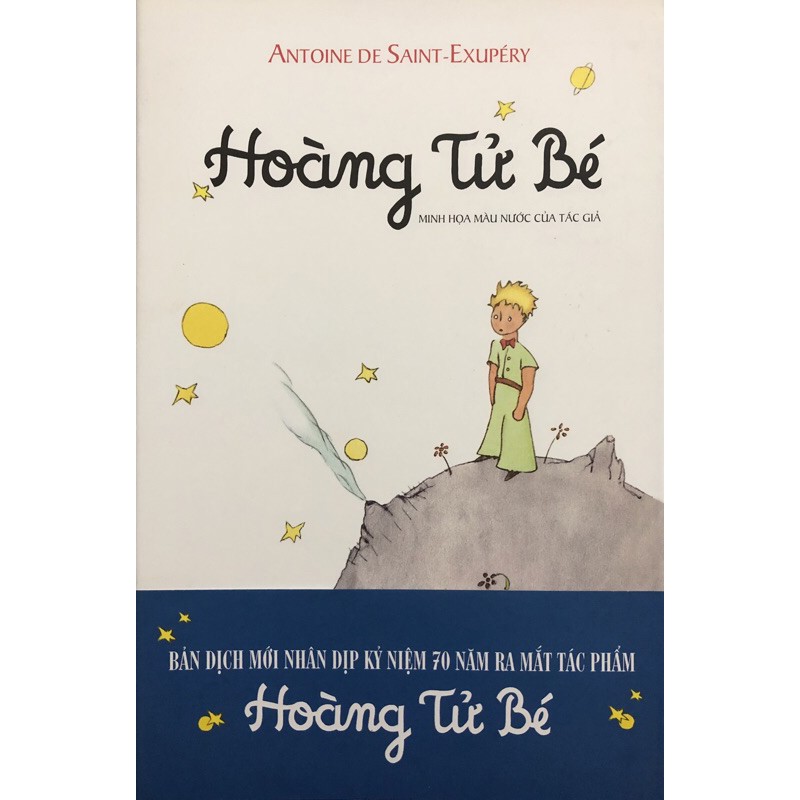 ANTOINE DE SAINT-EXUPÉRY
Hoàng Tử Bé
MINH HỌA MÀU NƯỚC CỦA TÁC GIẢ
BẢN DỊCH MỚI NHÂN DỊP KỶ NIỆM 70 NĂM RA MẮT TÁC PHẨM
Hoàng Tử Bé